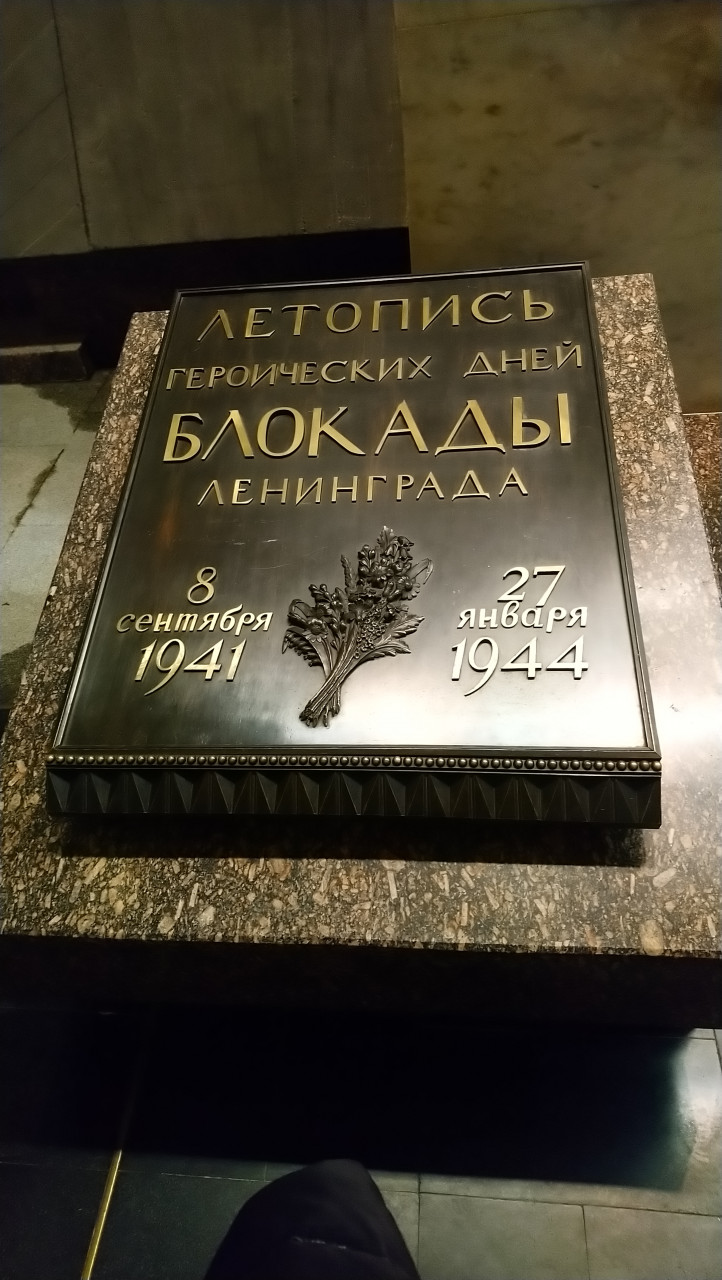 ЛЕТОПИСЬ
ГЕРОИЧЕСКИХ ДНЕЙ
БЛОКАДЫ
ЛЕНИНГРАДА
8
сентября
1941
27
января
1944